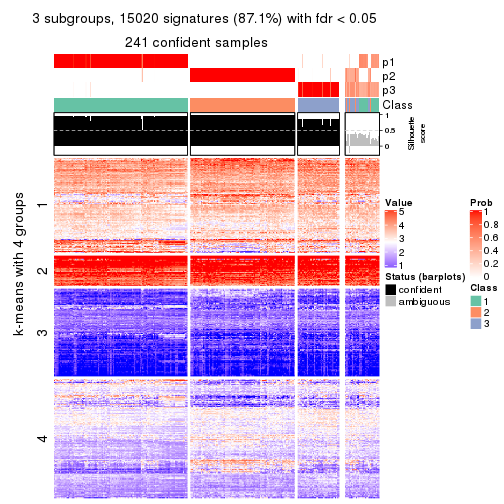 3 subgroups, 15020 signatures (87.1%) with fdr < 0.05
241 confident samples
p1
p2
p3
Class
1
0.5
0
Silhouette
score
k-means with 4 groups
1
2
3
4
Value
5
4
3
2
1
Status (barplots)
confident
ambiguous
Prob
1
0.8
0.6
0.4
0.2
0
Class
1
2
3